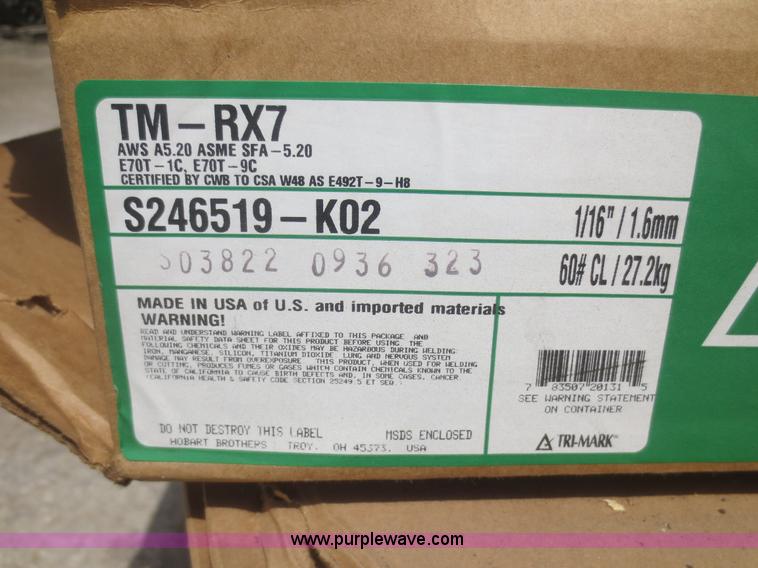 TM-RX7
AWS A5.20 ASME SFA-5.20
E70T-1C, E70T-9C
CERTIFIED BY CWB TO CSA W48 AS E492T-9-H8
S246519-K02
1/16"/1.6mm
S03822 0936 323
60# CL/27.2kg
MADE IN USA of U.S. and imported materials
WARNING!
READ AND UNDERSTAND WARNING LABEL AFFIXED TO THIS PACKAGE AND
MATERIAL SAFETY DATA SHEET FOR THIS PRODUCT BEFORE USING THE
FOLLOWING CHEMICALS AND THEIR OXIDES MAY BE HAZARDOUS DURING WELDING
IRON, MANGANESE, SILICON, TITANIUM DIOXIDE LUNG AND NERVOUS SYSTEM
DAMAGE MAY RESULT FROM OVEREXPOSURE THIS PRODUCT, WHEN USED FOR WELDING
OR CUTTING, PRODUCES FUMES OR GASES WHICH CONTAIN CHEMICALS KNOWN TO THE
STATE OF CALIFORNIA TO CAUSE BIRTH DEFECTS AND, IN SOME CASES, CANCER
(CALIFORNIA HEALTH & SAFETY CODE SECTION 25249.5 ET SEQ.)
7 83507 20131 5
SEE WARNING STATEMENT
ON CONTAINER
DO NOT DESTROY THIS LABEL MSDS ENCLOSED
HOBART BROTHERS TROY, OH 45373, USA
TRI-MARK™
www.purplewave.com